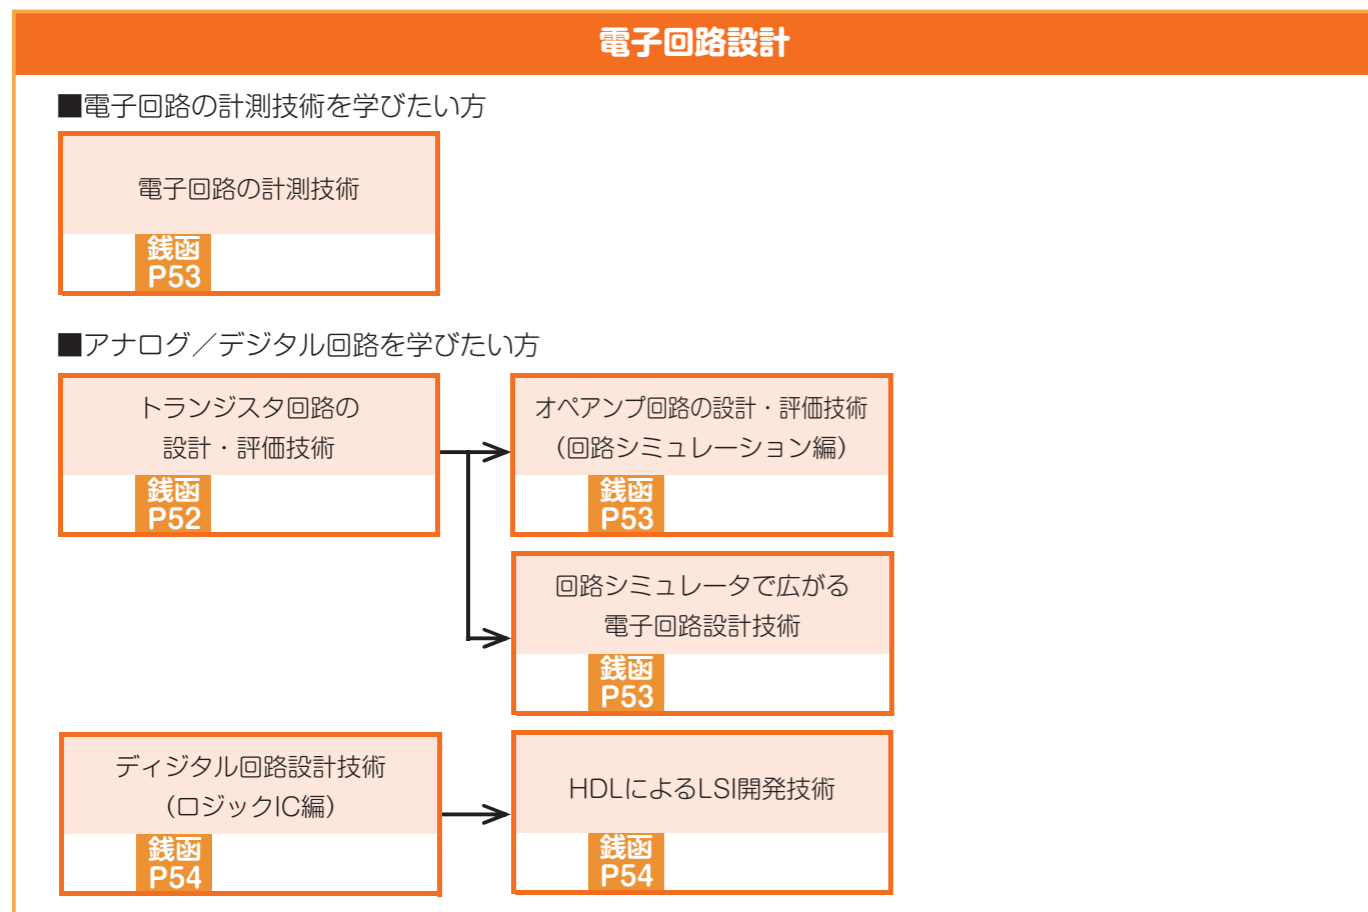 電子回路設計
■電子回路の計測技術を学びたい方
電子回路の計測技術
銭函
P53
■アナログ／デジタル回路を学びたい方
トランジスタ回路の
設計・評価技術
銭函
P52
オペアンプ回路の設計・評価技術
（回路シミュレーション編）
銭函
P53
回路シミュレータで広がる
電子回路設計技術
銭函
P53
ディジタル回路設計技術
（ロジックIC編）
銭函
P54
HDLによるLSI開発技術
銭函
P54